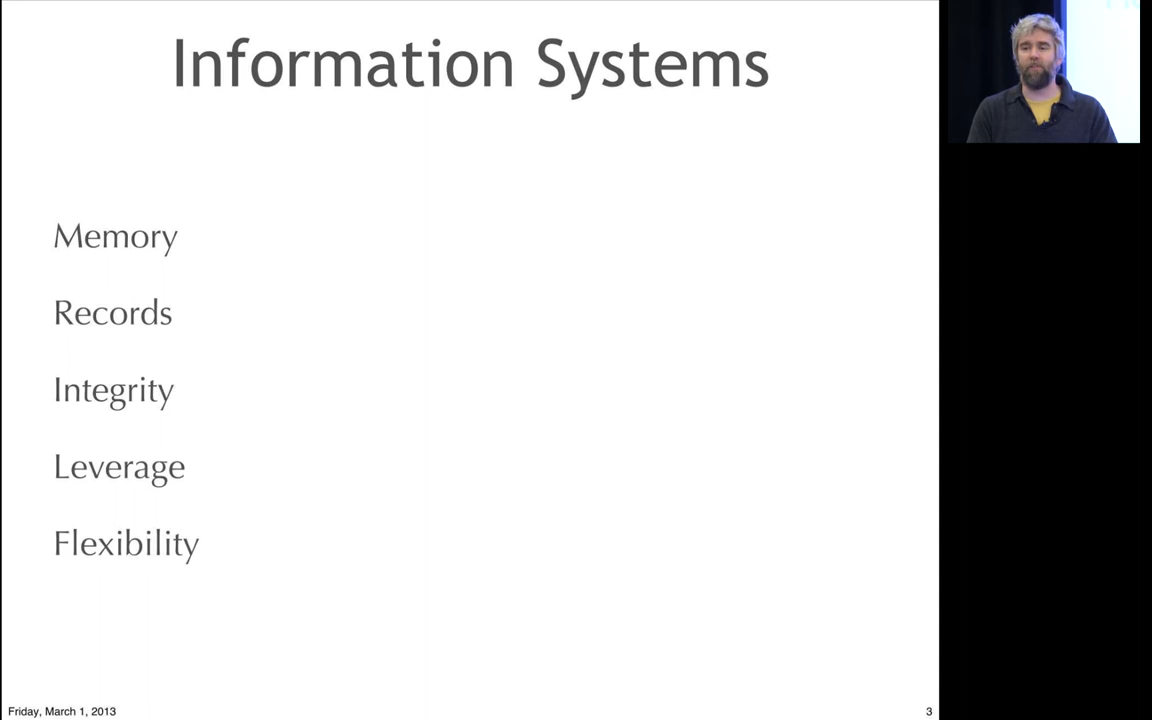 Information Systems
Memory
Records
Integrity
Leverage
Flexibility
Friday, March 1, 2013
3